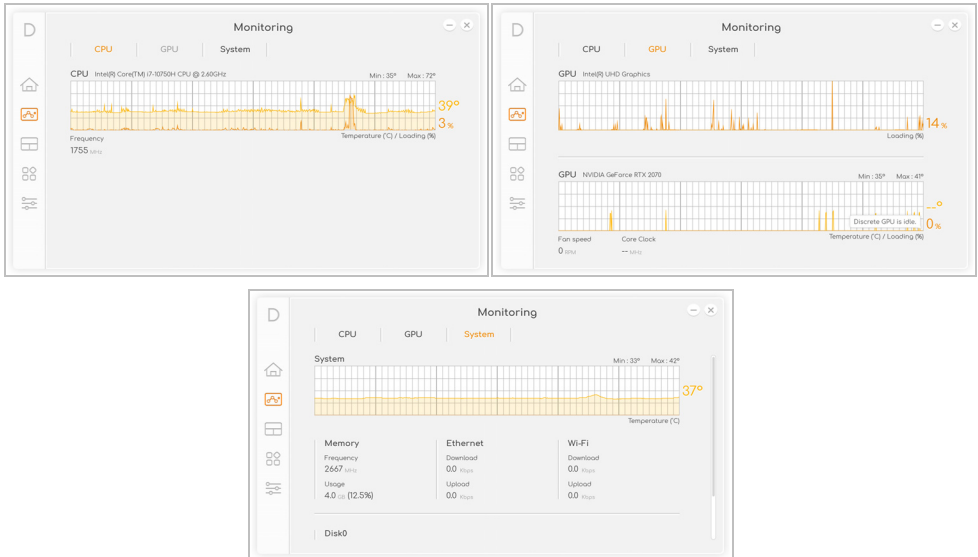 D
Monitoring
CPU GPU System
CPU Intel(R) Core(TM) i7-10750H CPU @ 2.60GHz Min : 35° Max : 72°
39°
3 %
Temperature (°C) / Loading (%)
Frequency
1755 MHz
D
Monitoring
CPU GPU System
GPU Intel(R) UHD Graphics
14 %
Loading (%)
GPU NVIDIA GeForce RTX 2070 Min : 35° Max : 41°
--°
Discrete GPU is idle.
0 %
Temperature (°C) / Loading (%)
Fan speed Core Clock
0 RPM -- MHz
D
Monitoring
CPU GPU System
System Min : 33° Max : 42°
37°
Temperature (°C)
Memory Ethernet Wi-Fi
Frequency Download Download
2667 MHz 0.0 Kbps 0.0 Kbps
Usage Upload Upload
4.0 GB (12.5%) 0.0 Kbps 0.0 Kbps
Disk0